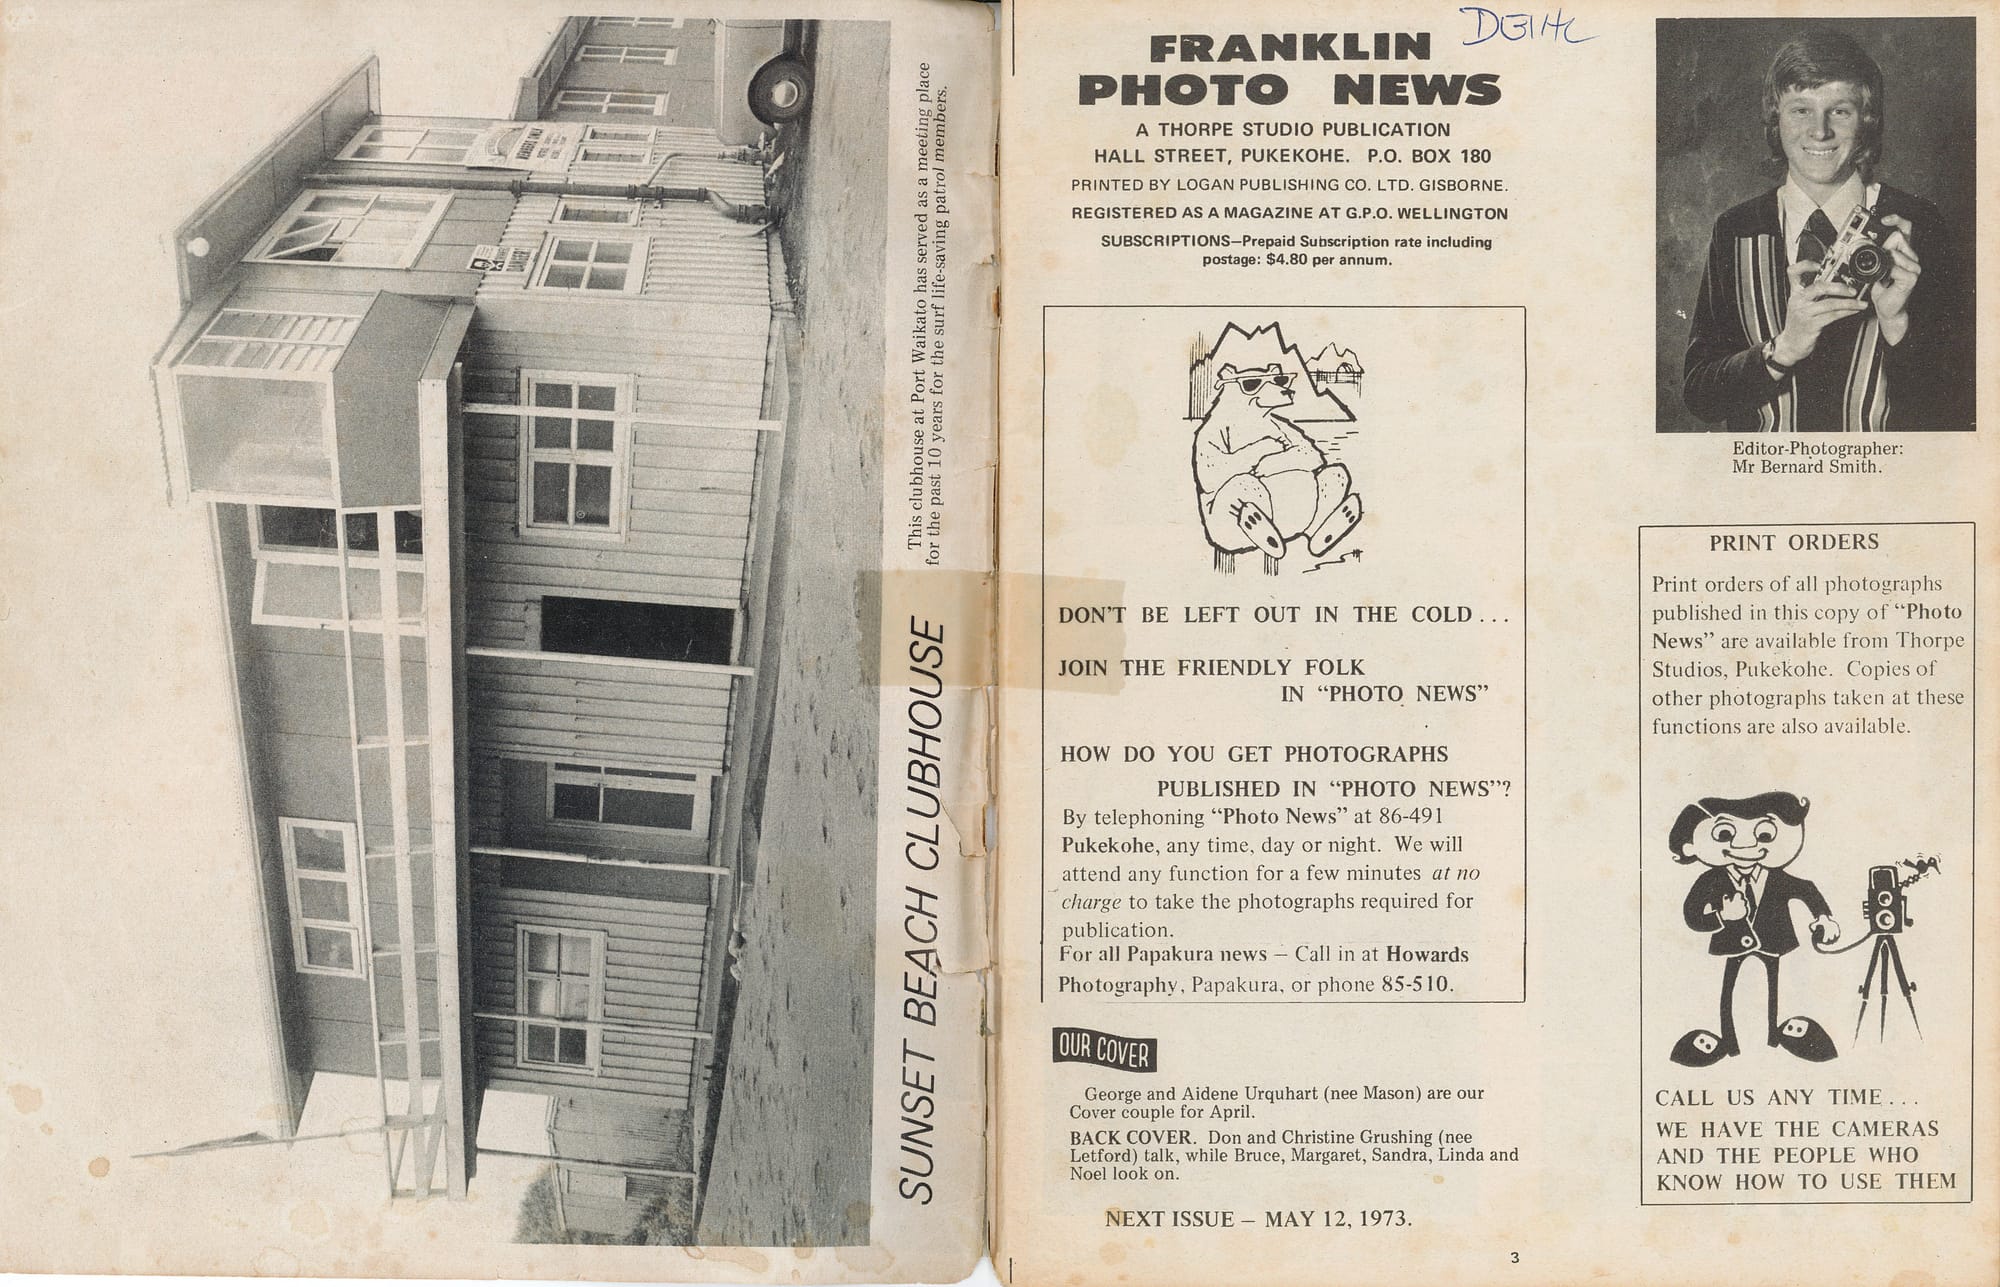 SUNSET BEACH CLUBHOUSE
This clubhouse at Port Waikato has served as a meeting place
for the past 10 years for the surf life-saving patrol members.
MEMBERS ONLY
DANGER
FRANKLIN
PHOTO NEWS
A THORPE STUDIO PUBLICATION
HALL STREET, PUKEKOHE. P.O. BOX 180
PRINTED BY LOGAN PUBLISHING CO. LTD. GISBORNE.
REGISTERED AS A MAGAZINE AT G.P.O. WELLINGTON
SUBSCRIPTIONS—Prepaid Subscription rate including
postage: $4.80 per annum.
DON'T BE LEFT OUT IN THE COLD...
JOIN THE FRIENDLY FOLK
IN "PHOTO NEWS"
HOW DO YOU GET PHOTOGRAPHS
PUBLISHED IN "PHOTO NEWS"?
By telephoning "Photo News" at 86-491
Pukekohe, any time, day or night. We will
attend any function for a few minutes at no
charge to take the photographs required for
publication.
For all Papakura news — Call in at Howards
Photography, Papakura, or phone 85-510.
OUR COVER
George and Aidene Urquhart (nee Mason) are our
Cover couple for April.
BACK COVER. Don and Christine Grushing (nee
Letford) talk, while Bruce, Margaret, Sandra, Linda and
Noel look on.
NEXT ISSUE — MAY 12, 1973.
Editor-Photographer:
Mr Bernard Smith.
PRINT ORDERS
Print orders of all photographs
published in this copy of "Photo
News" are available from Thorpe
Studios, Pukekohe. Copies of
other photographs taken at these
functions are also available.
CALL US ANY TIME...
WE HAVE THE CAMERAS
AND THE PEOPLE WHO
KNOW HOW TO USE THEM
3